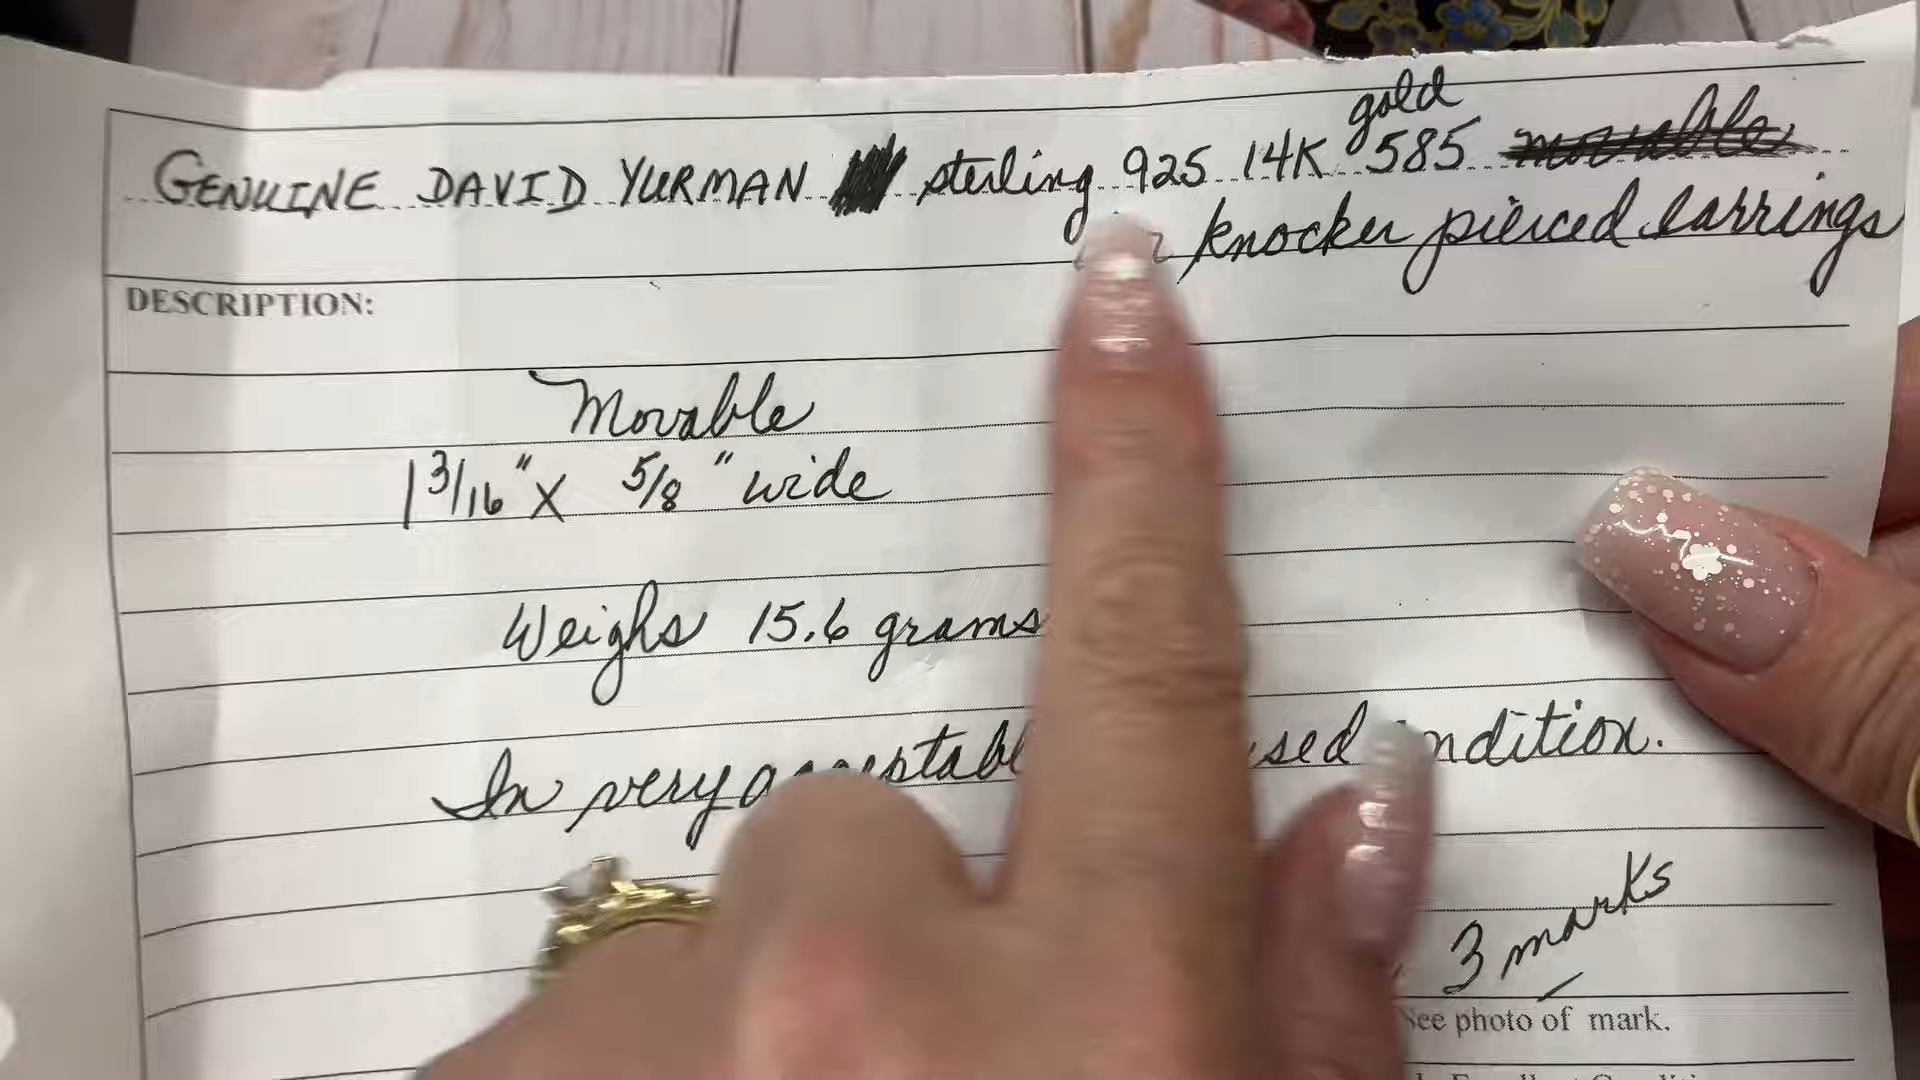 gold
GENUINE DAVID YURMAN sterling 925 14K 585
knocker pierced earrings
DESCRIPTION:
Movable
1 3/16" X 5/8" wide
Weighs 15.6 grams
In very condition.
3 marks
See photo of mark.